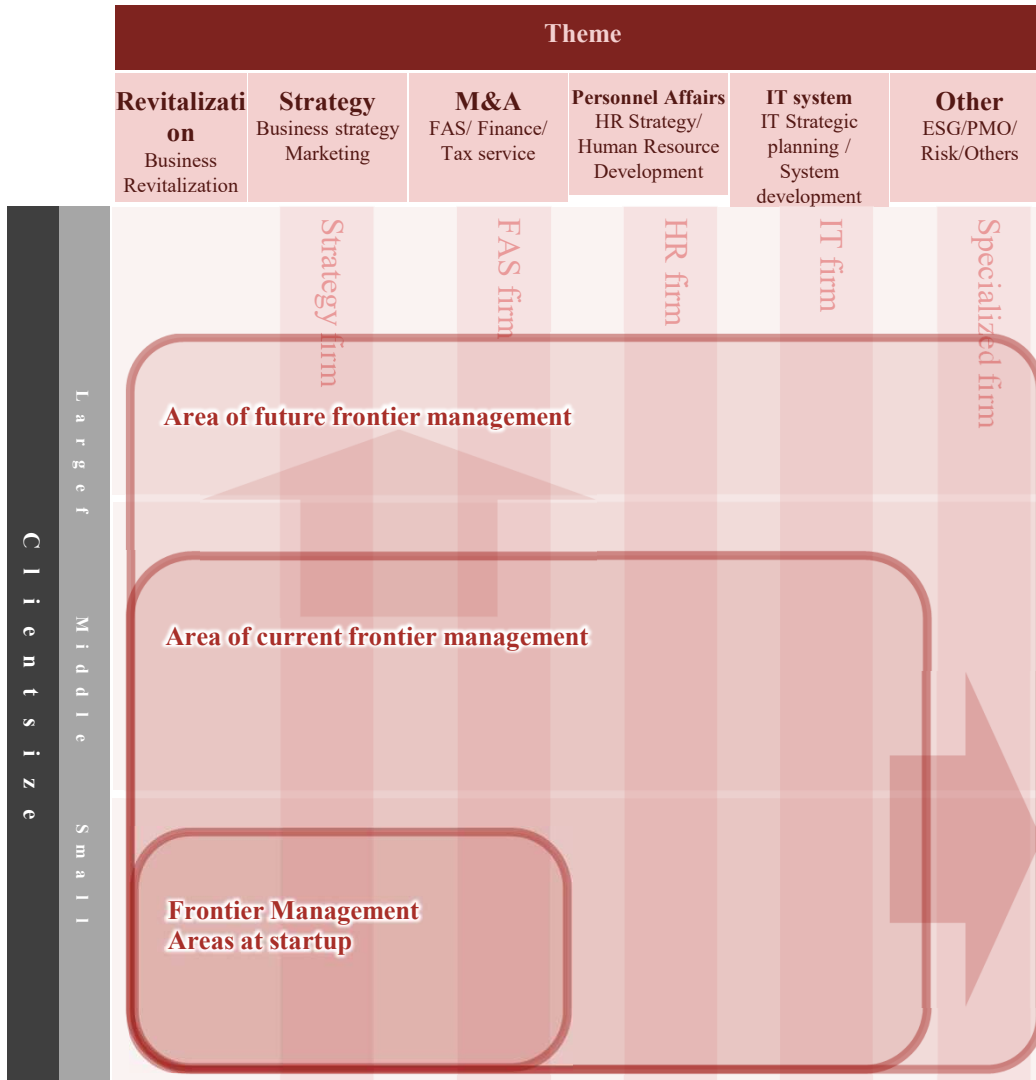 Theme
Revitalizati
on
Business
Revitalization
Strategy
Business strategy
Marketing
M&A
FAS/ Finance/
Tax service
Personnel Affairs
HR Strategy/
Human Resource
Development
IT system
IT Strategic
planning /
System
development
Other
ESG/PMO/
Risk/Others
Clientsize
Largef
Middle
Small
Strategy firm
FAS firm
HR firm
IT firm
Specialized firm
Area of future frontier management
Area of current frontier management
Frontier Management
Areas at startup